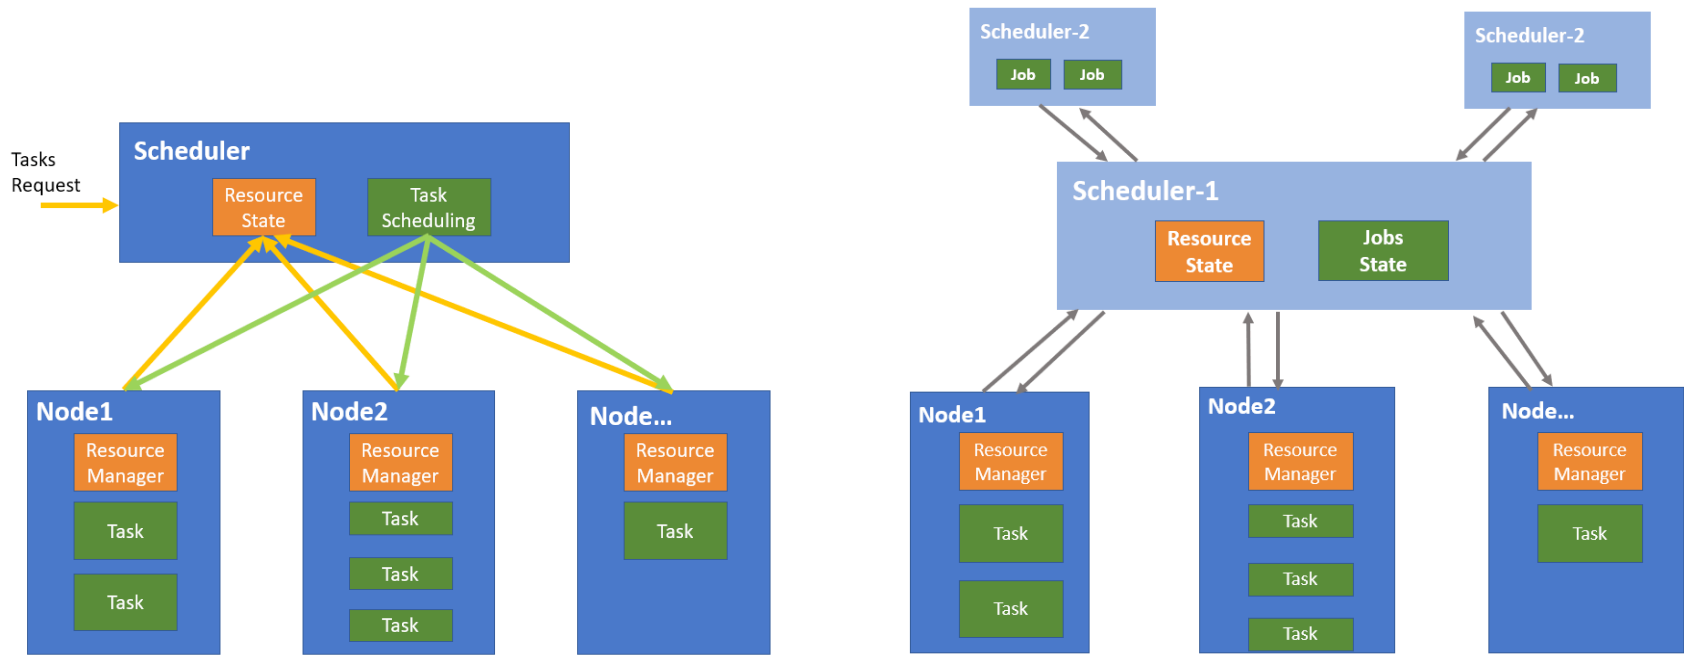 Tasks
Request
Scheduler
Resource
State
Task
Scheduling
Node1
Resource
Manager
Task
Task
Node2
Resource
Manager
Task
Task
Task
Node...
Resource
Manager
Task
Scheduler-2
Job
Job
Scheduler-2
Job
Job
Scheduler-1
Resource
State
Jobs
State
Node1
Resource
Manager
Task
Task
Node2
Resource
Manager
Task
Task
Task
Node...
Resource
Manager
Task